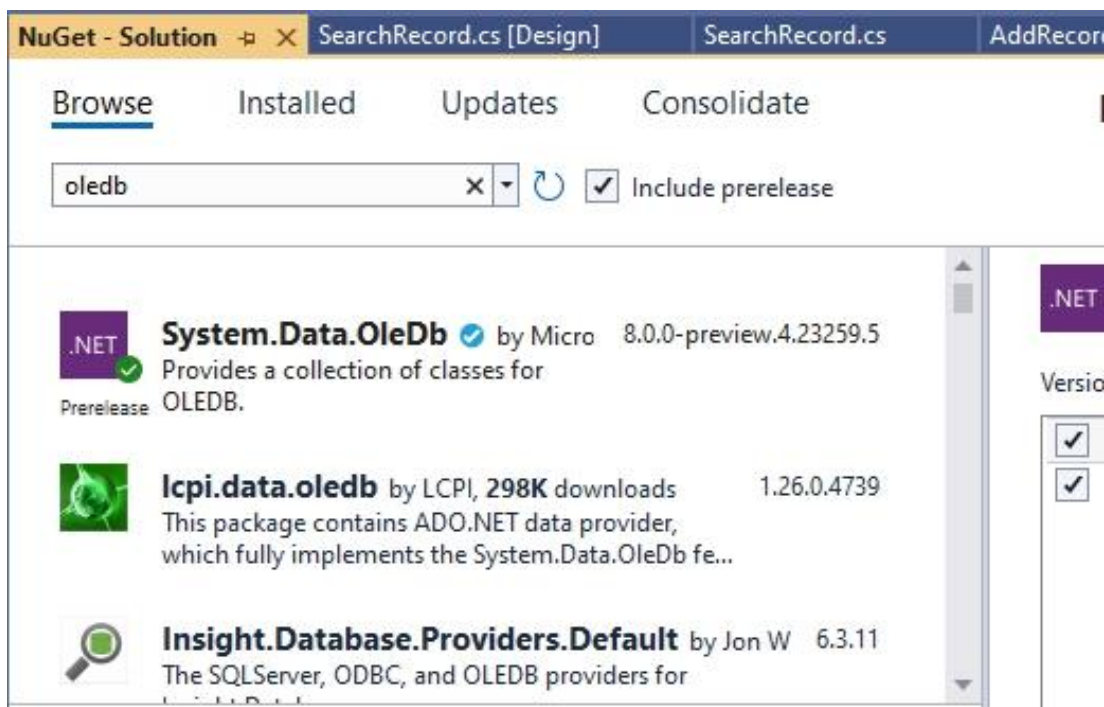 NuGet - Solution SearchRecord.cs [Design] SearchRecord.cs AddRecor
Browse Installed Updates Consolidate
oledb Include prerelease
.NET
Prerelease
System.Data.OleDb by Micro 8.0.0-preview.4.23259.5
Provides a collection of classes for
OLEDB.
lcpi.data.oledb by LCPI, 298K downloads 1.26.0.4739
This package contains ADO.NET data provider,
which fully implements the System.Data.OleDb fe...
Insight.Database.Providers.Default by Jon W 6.3.11
The SQLServer, ODBC, and OLEDB providers for
.NET
Versio